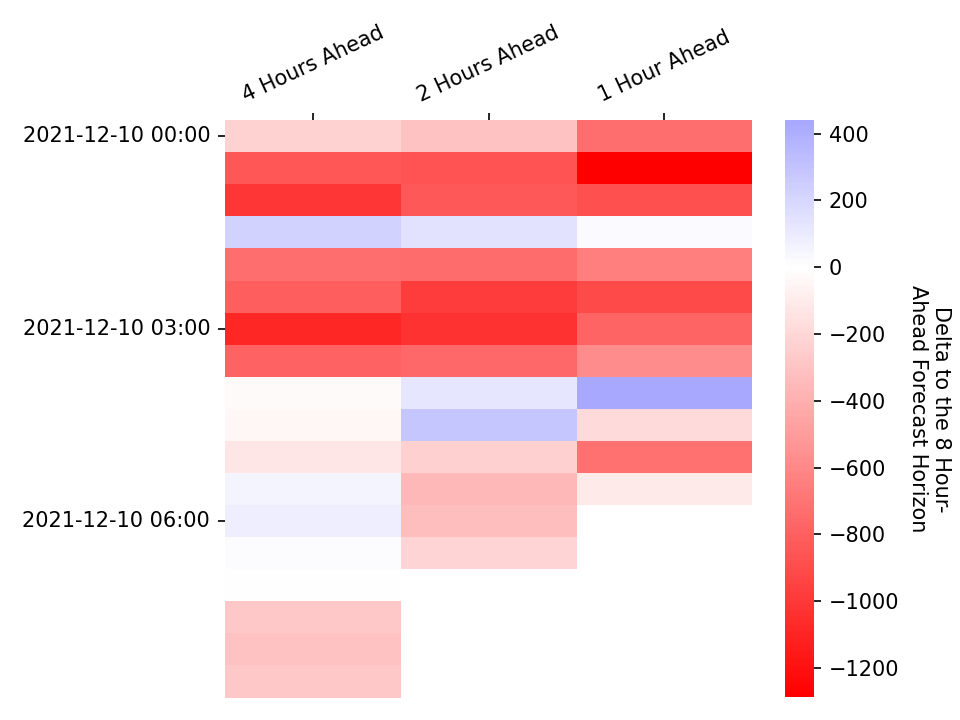 4 Hours Ahead
2 Hours Ahead
1 Hour Ahead
2021-12-10 00:00
2021-12-10 03:00
2021-12-10 06:00
400
200
0
−200
−400
−600
−800
−1000
−1200
Delta to the 8 Hour-
Ahead Forecast Horizon